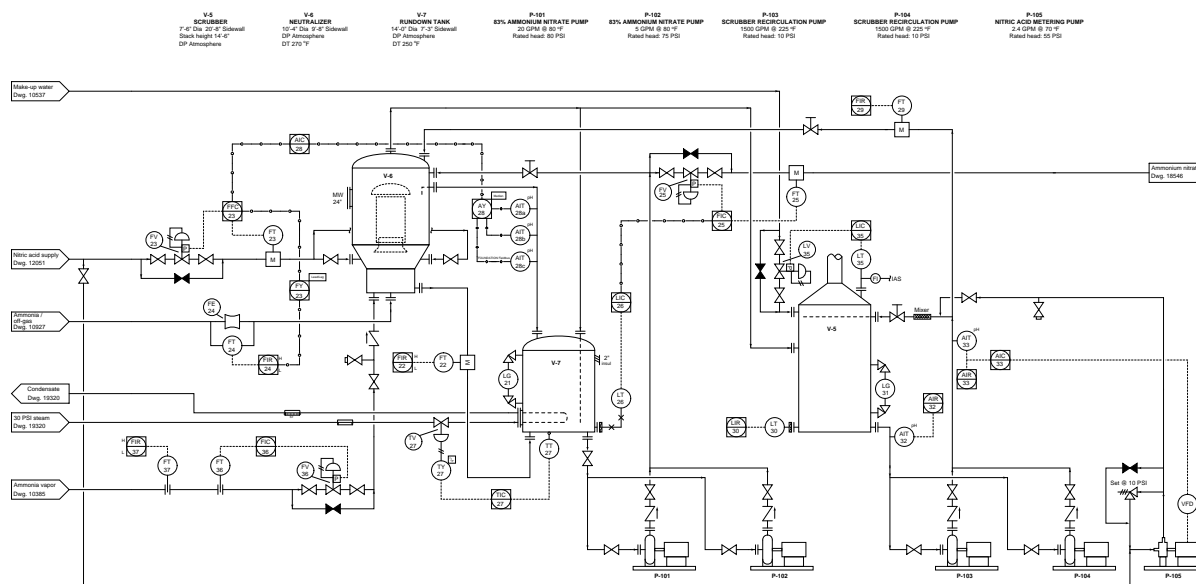 V-5
SCRUBBER
7'-6" Dia 20'-8" Sidewall
Stack height 14'-6"
DP Atmosphere
V-6
NEUTRALIZER
10'-4" Dia 9'-8" Sidewall
DP Atmosphere
DT 270 ºF
V-7
RUNDOWN TANK
14'-0" Dia 7'-3" Sidewall
DP Atmosphere
DT 250 ºF
P-101
83% AMMONIUM NITRATE PUMP
20 GPM @ 80 ºF
Rated head: 80 PSI
P-102
83% AMMONIUM NITRATE PUMP
5 GPM @ 80 ºF
Rated head: 75 PSI
P-103
SCRUBBER RECIRCULATION PUMP
1500 GPM @ 225 ºF
Rated head: 10 PSI
P-104
SCRUBBER RECIRCULATION PUMP
1500 GPM @ 225 ºF
Rated head: 10 PSI
P-105
NITRIC ACID METERING PUMP
2.4 GPM @ 70 ºF
Rated head: 55 PSI
Make-up water
Dwg. 10537
FIR
29
FT
29
M
AIC
28
V-6
MW
24"
AY
28
pH
AIT
28a
pH
AIT
28b
pH
AIT
28c
FV
25
P
FIC
25
M
FT
25
Ammonium nitrat
Dwg. 18546
FFC
23
FV
23
P
FT
23
M
Nitric acid supply
Dwg. 12051
FY
23
LIC
35
LV
35
LT
35
FI
IAS
LIC
26
Ammonia /
off-gas
Dwg. 10927
FE
24
FT
24
FIR
24
H
L
FIR
22
H
L
FT
22
M
V-7
2"
LG
21
LT
26
V-5
Mixer
pH
AIT
33
AIC
33
AIR
33
LG
31
AIR
32
pH
AIT
32
LIR
30
LT
30
Condensate
Dwg. 19320
30 PSI steam
Dwg. 19320
TV
27
TY
27
TT
27
TIC
27
H
L
FIR
37
FT
37
FT
36
FIC
36
FV
36
P
Ammonia vapor
Dwg. 10385
Set @ 10 PSI
VFD
P-101
P-102
P-103
P-104
P-105